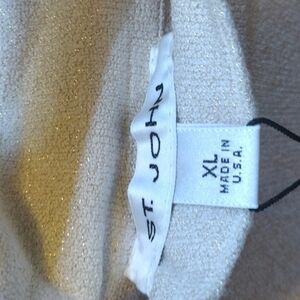 ST. JOHN
XL
MADE IN
U.S.A.